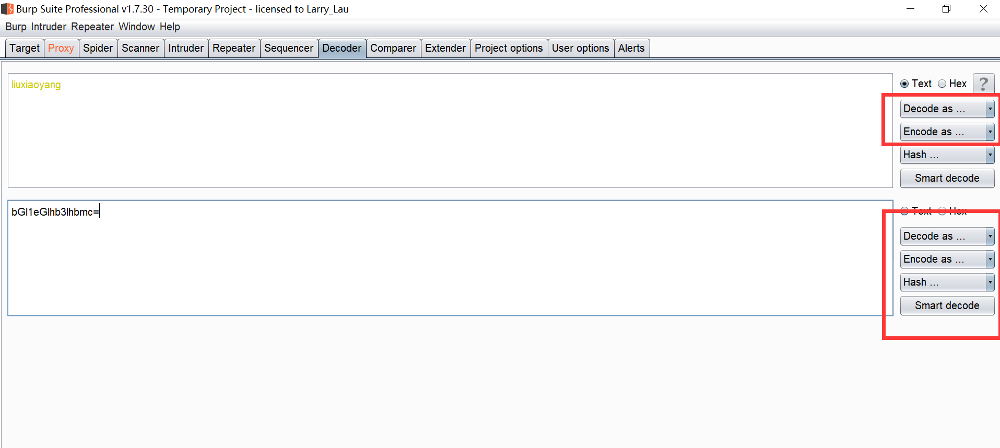 Burp Suite Professional v1.7.30 - Temporary Project - licensed to Larry_Lau
Burp Intruder Repeater Window Help
Target Proxy Spider Scanner Intruder Repeater Sequencer Decoder Comparer Extender Project options User options Alerts
liuxiaoyang
Text Hex ?
Decode as ...
Encode as ...
Hash ...
Smart decode
bGl1eGlhb3lhbmc=
Text Hex
Decode as ...
Encode as ...
Hash ...
Smart decode